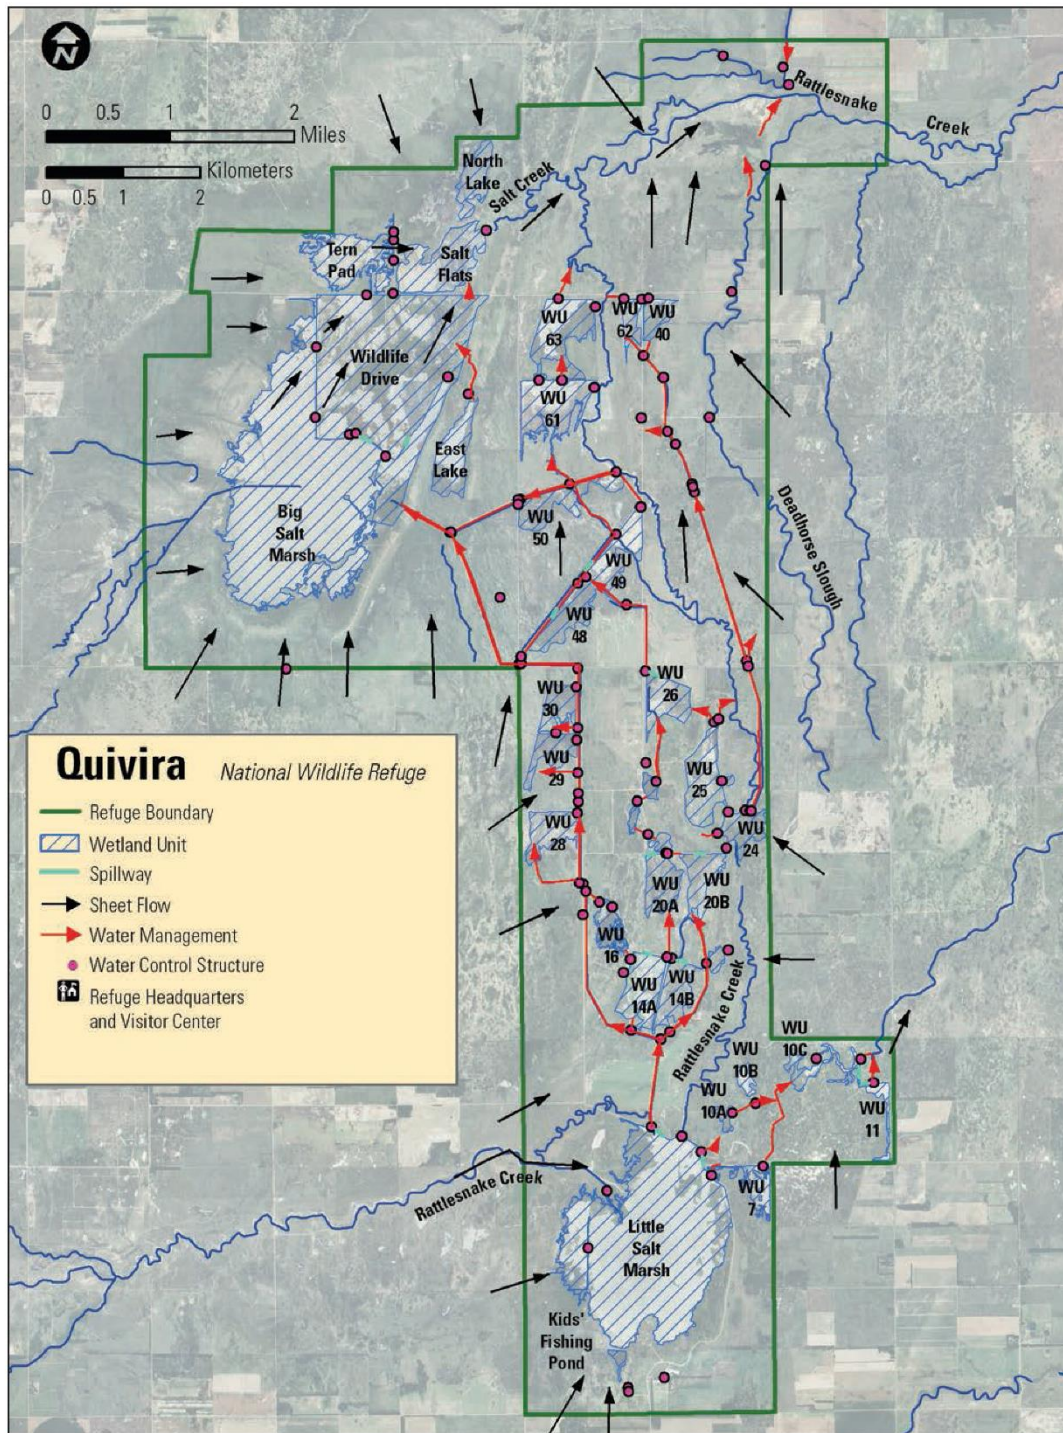 N
0 0.5 1 2
Miles
Kilometers
0 0.5 1 2
Rattlesnake
Creek
North
Lake
Salt Creek
Tern
Pad
Salt
Flats
WU
63
WU
62
WU
40
Wildlife
Drive
WU
61
East
Lake
Big
Salt
Marsh
WU
50
Deadhorse Slough
WU
49
WU
48
WU
30
WU
26
WU
29
WU
25
WU
28
WU
24
WU
20A
WU
20B
WU
16
WU
14A
WU
14B
Rattlesnake Creek
WU
10C
WU
10B
WU
10A
WU
11
Rattlesnake Creek
WU
7
Little
Salt
Marsh
Kids'
Fishing
Pond
Quivira National Wildlife Refuge
Refuge Boundary
Wetland Unit
Spillway
Sheet Flow
Water Management
Water Control Structure
Refuge Headquarters
and Visitor Center